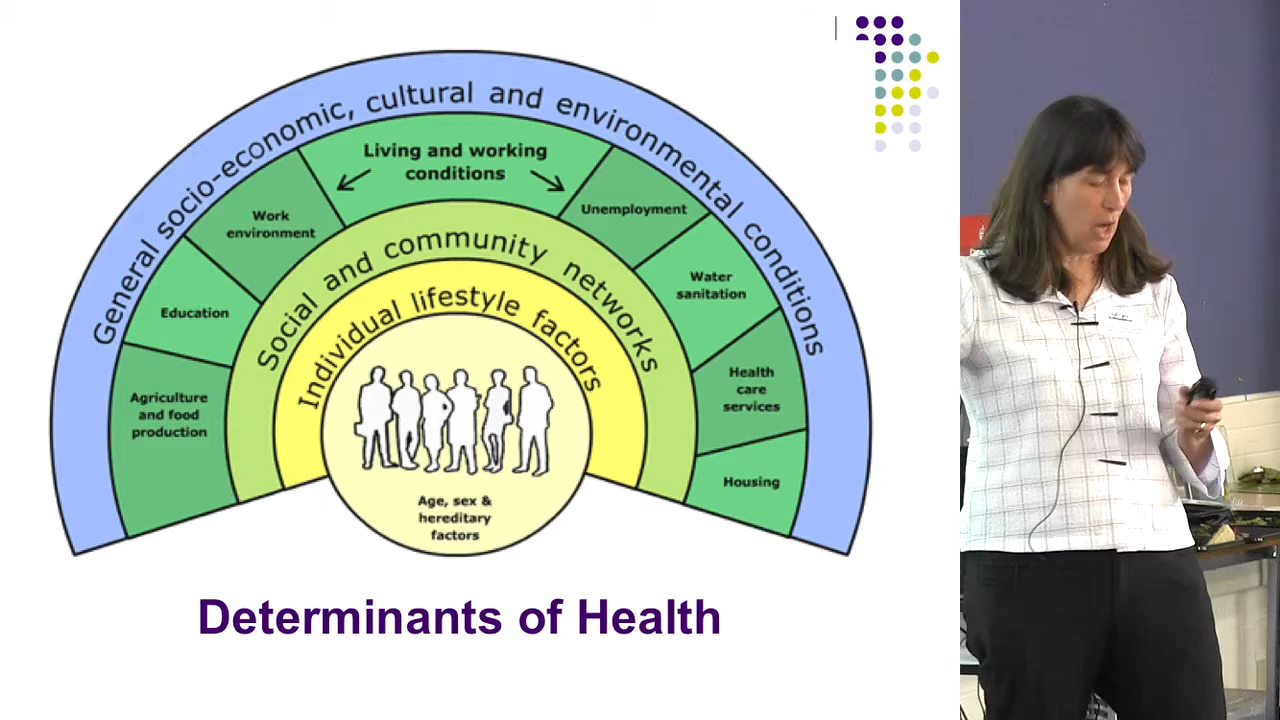 General socio-economic, cultural and environmental conditions
Living and working
conditions
Work
environment
Unemployment
Education
Water
sanitation
Agriculture
and food
production
Health
care
services
Housing
Social and community networks
Individual lifestyle factors
Age, sex &
hereditary
factors
Determinants of Health